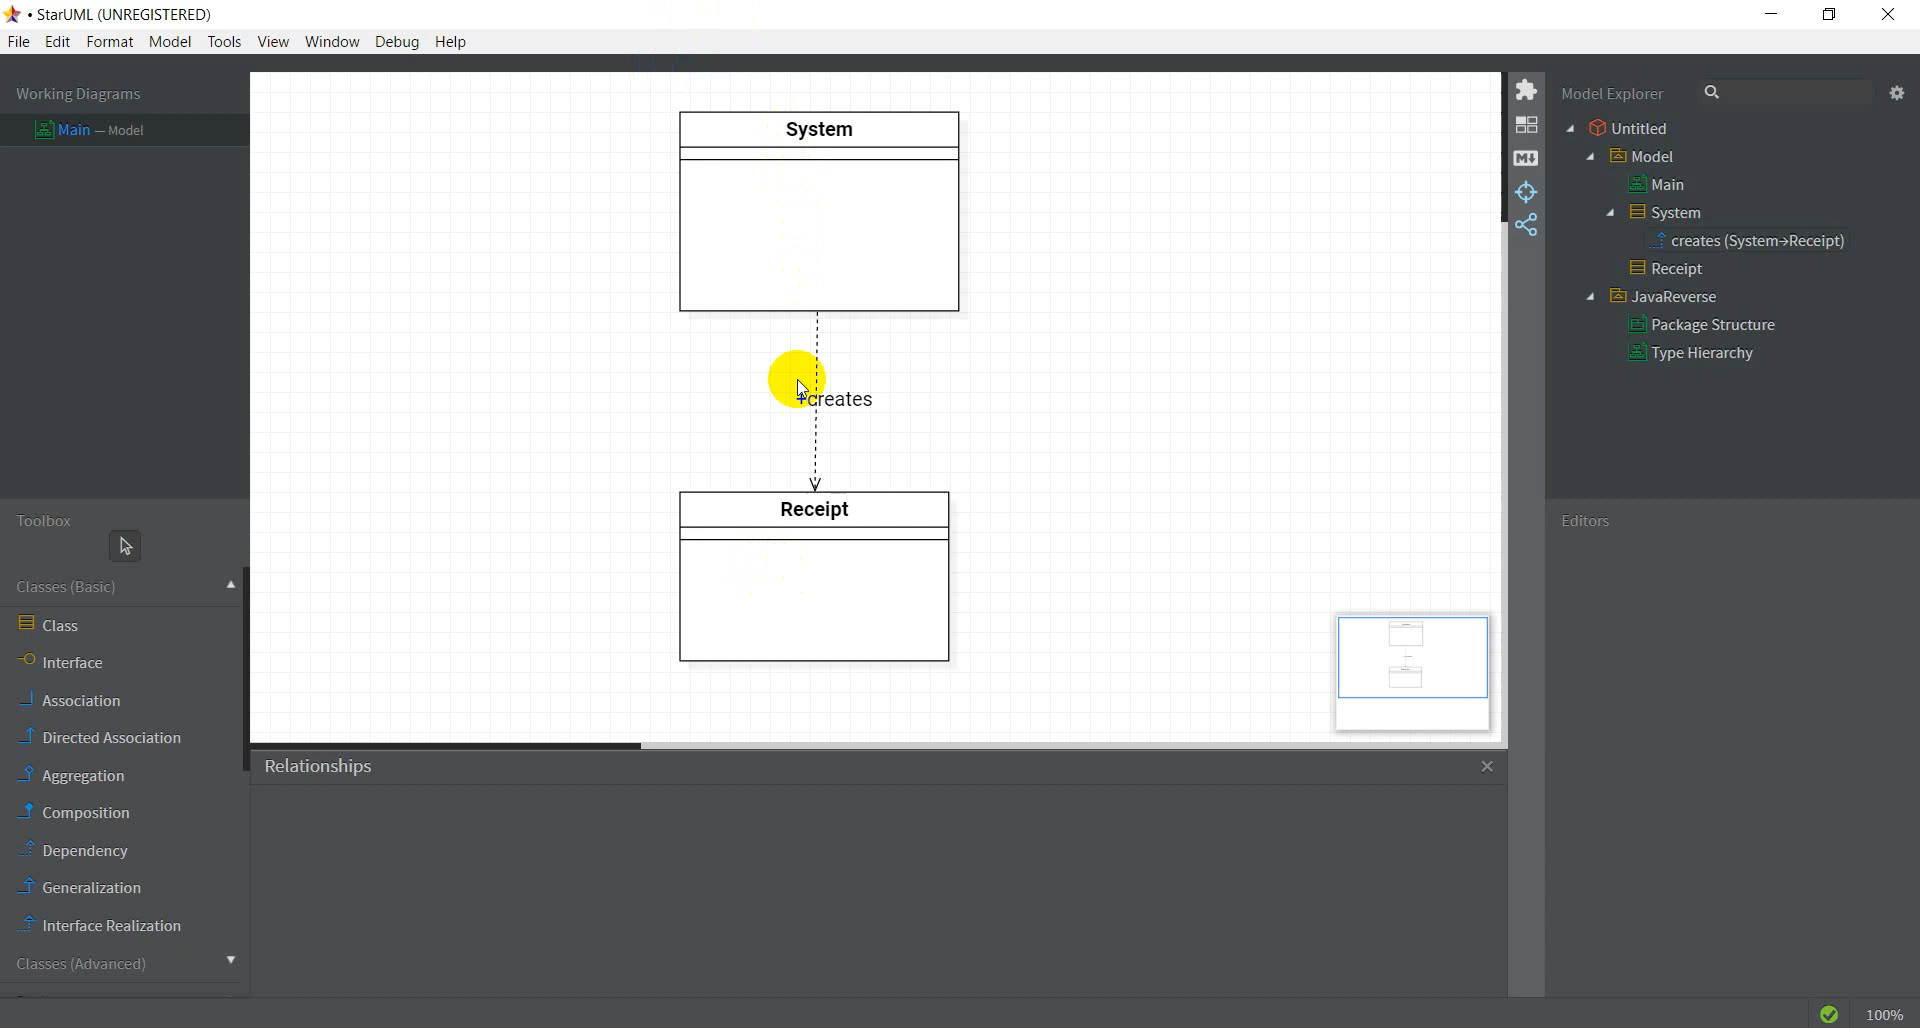 • StarUML (UNREGISTERED)
File Edit Format Model Tools View Window Debug Help
Working Diagrams
Main — Model
Toolbox
Classes (Basic)
Class
Interface
Association
Directed Association
Aggregation
Composition
Dependency
Generalization
Interface Realization
Classes (Advanced)
System
+creates
Receipt
Relationships
M
Model Explorer
Untitled
Model
Main
System
creates (System→Receipt)
Receipt
JavaReverse
Package Structure
Type Hierarchy
Editors
100%